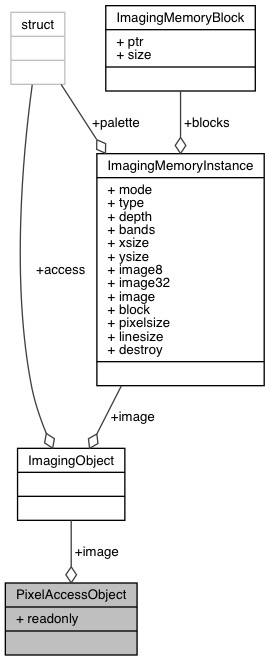 struct
ImagingMemoryBlock
+ ptr
+ size
+palette
+blocks
ImagingMemoryInstance
+ mode
+ type
+ depth
+ bands
+ xsize
+ ysize
+ image8
+ image32
+ image
+ block
+ pixelsize
+ linesize
+ destroy
+access
+image
ImagingObject
+image
PixelAccessObject
+ readonly